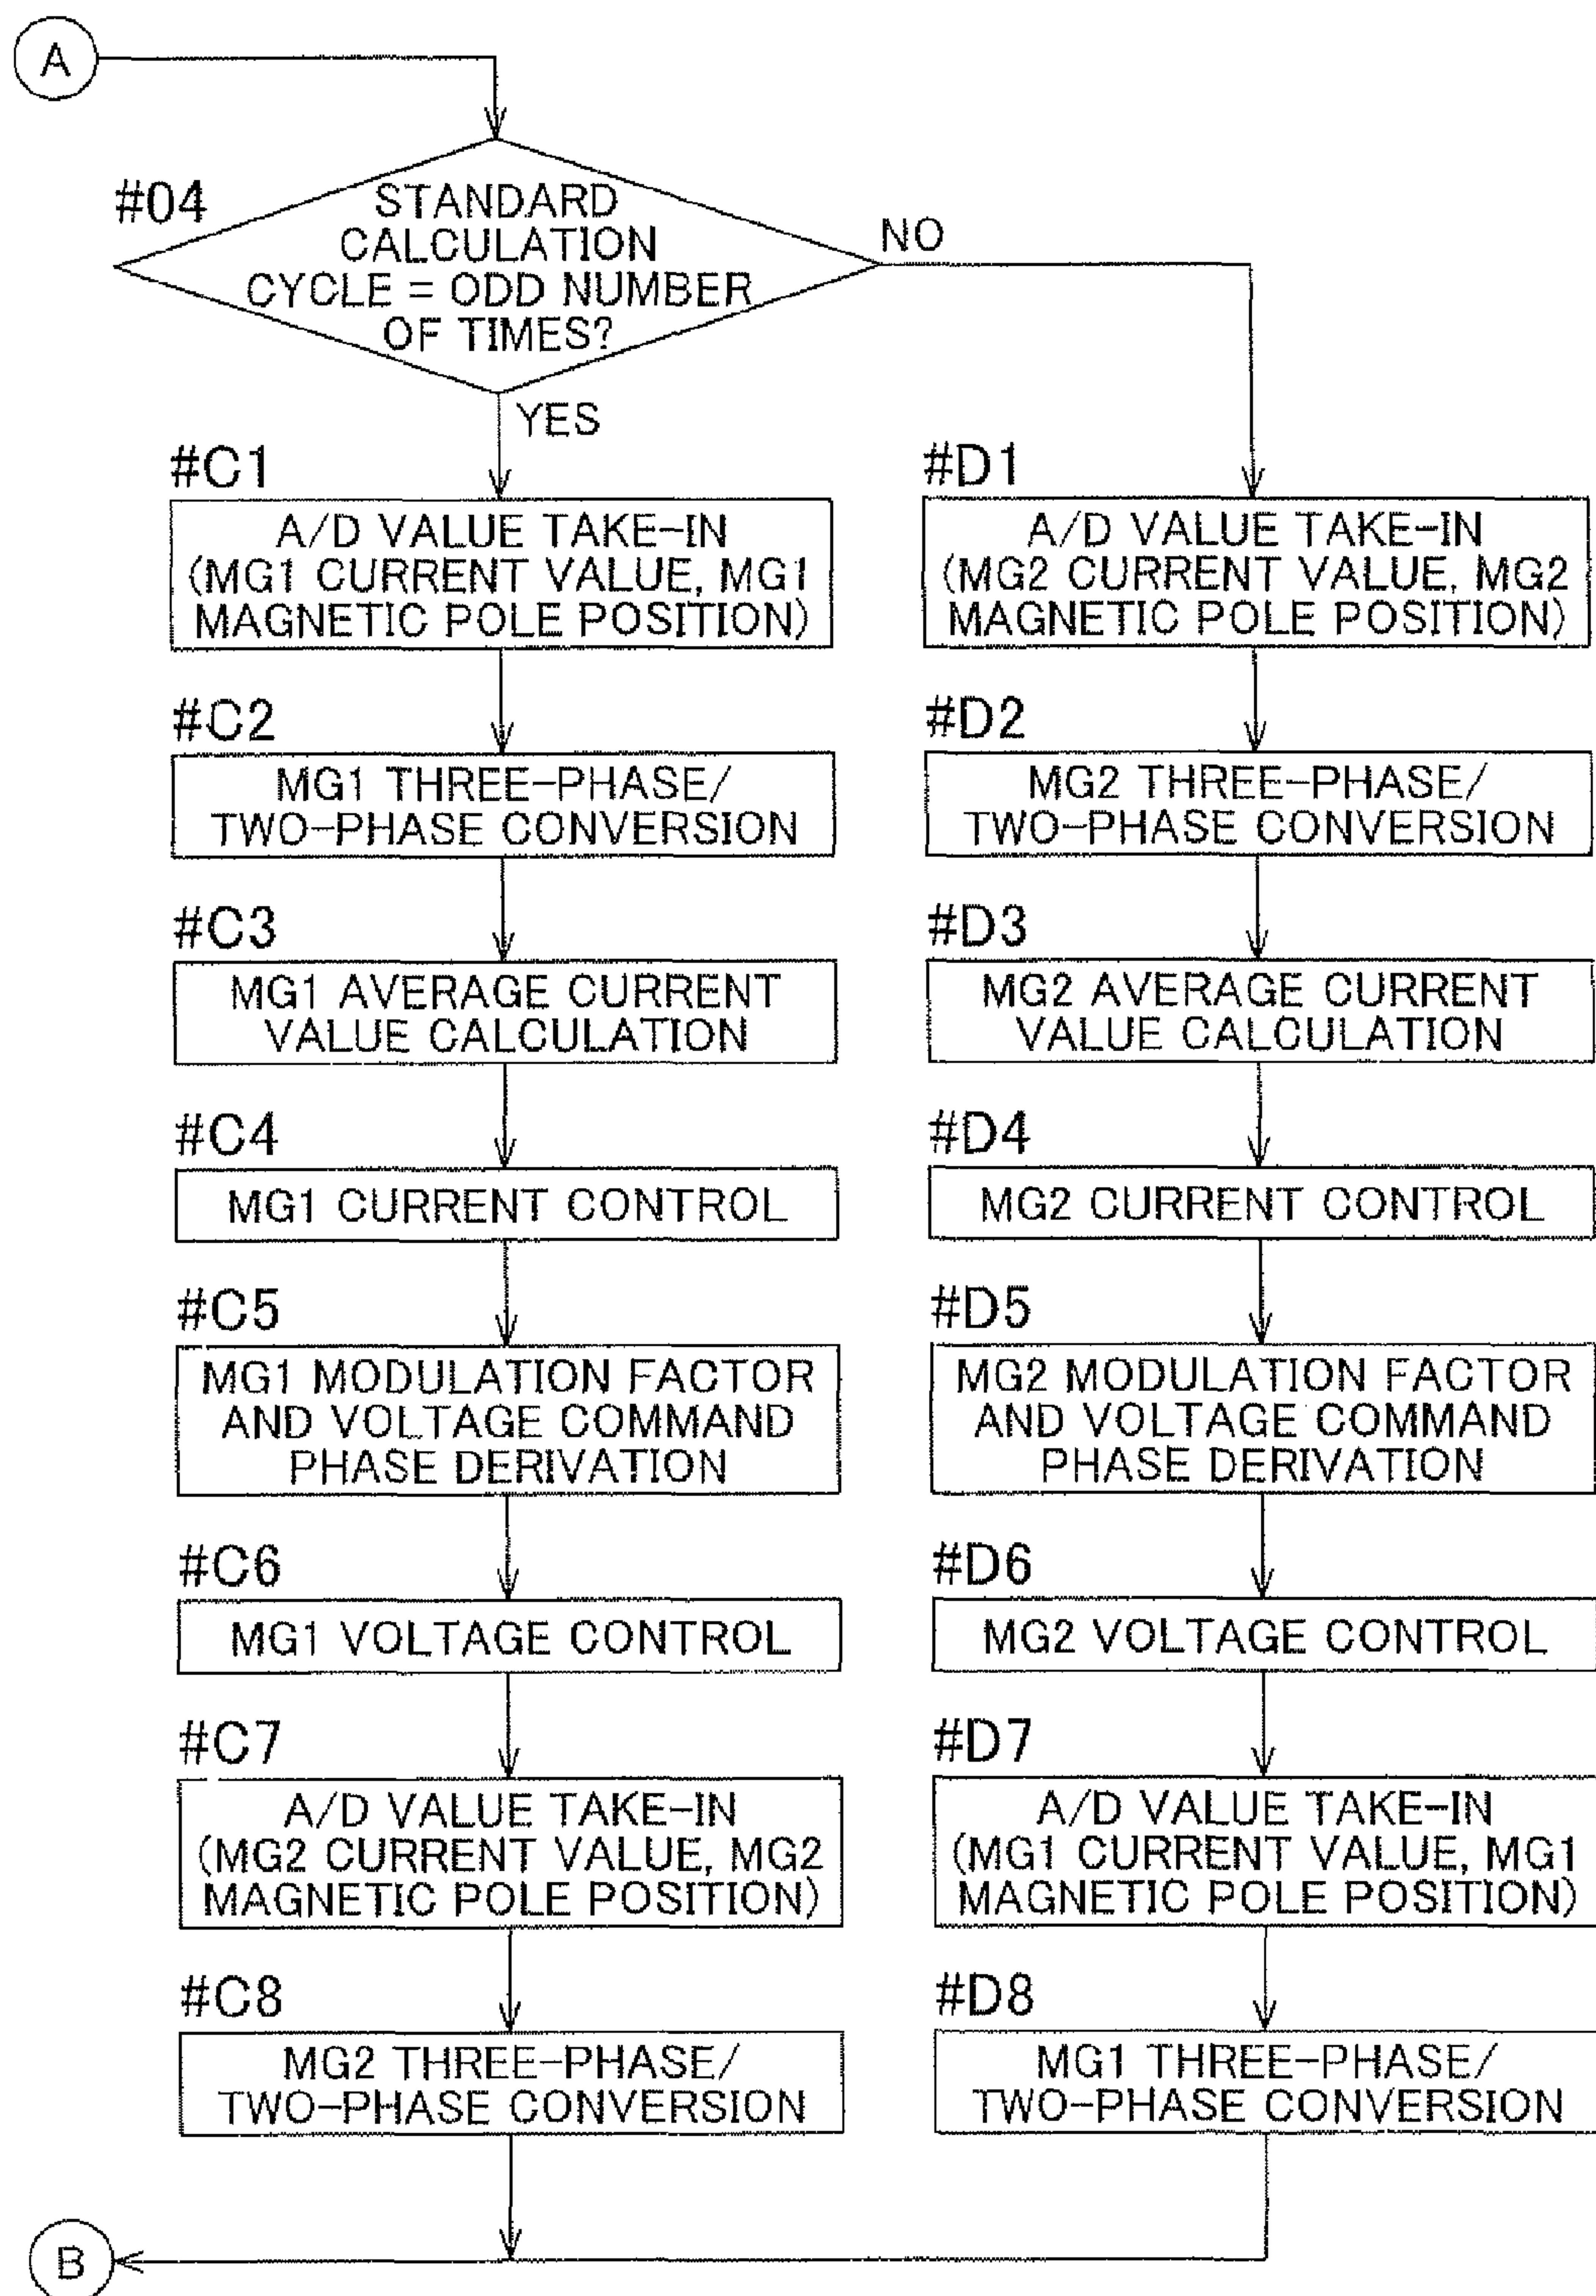 A
#04
STANDARD
CALCULATION
CYCLE = ODD NUMBER
OF TIMES?
NO
YES
#C1
A/D VALUE TAKE-IN
(MG1 CURRENT VALUE, MG1
MAGNETIC POLE POSITION)
#C2
MG1 THREE-PHASE/
TWO-PHASE CONVERSION
#C3
MG1 AVERAGE CURRENT
VALUE CALCULATION
#C4
MG1 CURRENT CONTROL
#C5
MG1 MODULATION FACTOR
AND VOLTAGE COMMAND
PHASE DERIVATION
#C6
MG1 VOLTAGE CONTROL
#C7
A/D VALUE TAKE-IN
(MG2 CURRENT VALUE, MG2
MAGNETIC POLE POSITION)
#C8
MG2 THREE-PHASE/
TWO-PHASE CONVERSION
#D1
A/D VALUE TAKE-IN
(MG2 CURRENT VALUE, MG2
MAGNETIC POLE POSITION)
#D2
MG2 THREE-PHASE/
TWO-PHASE CONVERSION
#D3
MG2 AVERAGE CURRENT
VALUE CALCULATION
#D4
MG2 CURRENT CONTROL
#D5
MG2 MODULATION FACTOR
AND VOLTAGE COMMAND
PHASE DERIVATION
#D6
MG2 VOLTAGE CONTROL
#D7
A/D VALUE TAKE-IN
(MG1 CURRENT VALUE, MG1
MAGNETIC POLE POSITION)
#D8
MG1 THREE-PHASE/
TWO-PHASE CONVERSION
B